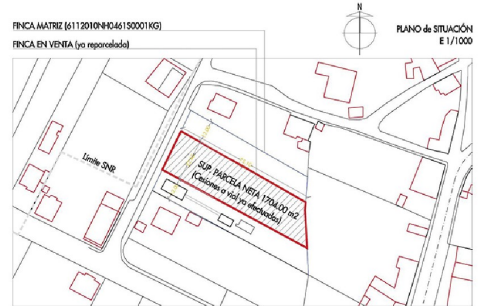 N
FINCA MATRIZ (6112010NH0461S0001KG)
PLANO de SITUACIÓN
E 1/1000
FINCA EN VENTA (ya reparcelada)
Límite SNR
SUP. PARCELA NETA 1704.00 m2
(Cesiones a vial ya efectuadas)